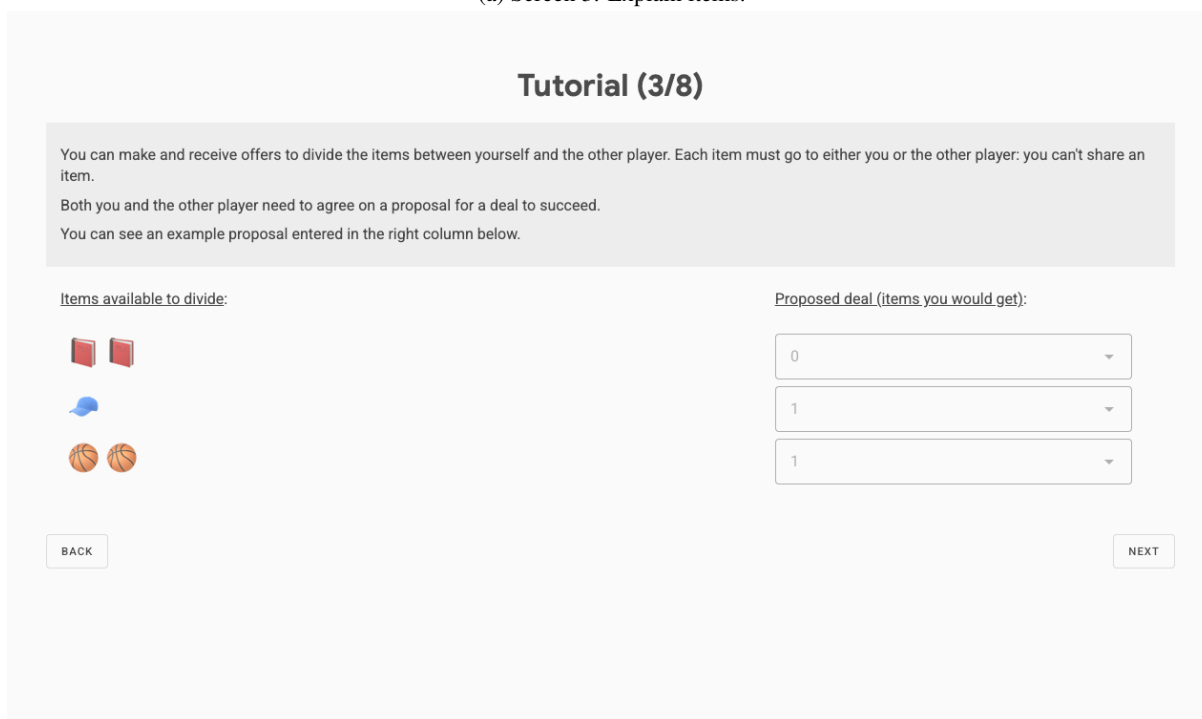 (a) Screen 3: Explain items.
Tutorial (3/8)
You can make and receive offers to divide the items between yourself and the other player. Each item must go to either you or the other player: you can't share an
item.
Both you and the other player need to agree on a proposal for a deal to succeed.
You can see an example proposal entered in the right column below.
Items available to divide:
Proposed deal (items you would get):
0
1
1
BACK
NEXT